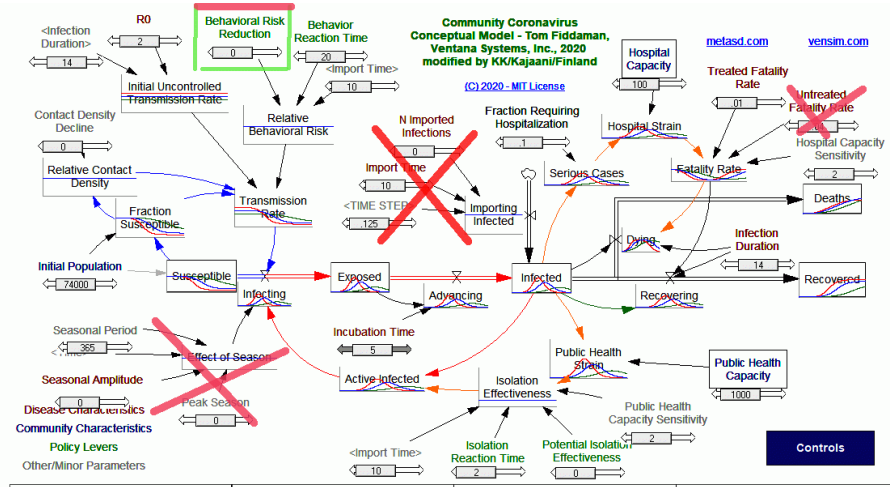 <Infection
Duration>
14
R0
2
Behavioral Risk
Reduction
0
Behavior
Reaction Time
20
<Import Time>
10
Community Coronavirus
Conceptual Model - Tom Fiddaman,
Ventana Systems, Inc., 2020
modified by KK/Kajaani/Finland
(C) 2020 - MIT License
Hospital
Capacity
100
metasd.com
vensim.com
Initial Uncontrolled
Transmission Rate
Relative
Behavioral Risk
Contact Density
Decline
0
Relative Contact
Density
Fraction
Susceptible
Transmission
Rate
N Imported
Infections
0
Import Time
10
<TIME STEP>
.125
Importing
Infected
Fraction Requiring
Hospitalization
.1
Hospital Strain
Serious Cases
Treated Fatality
Rate
.01
Untreated
Fatality Rate
Hospital Capacity
Sensitivity
2
Fatality Rate
Deaths
Dying
Infection
Duration
14
Initial Population
74000
Susceptible
Infecting
Exposed
Advancing
Infected
Recovering
Recovered
Incubation Time
5
Seasonal Period
365
Effect of Season
Seasonal Amplitude
0
Peak Season
0
Active Infected
Isolation
Effectiveness
Public Health
Strain
Public Health
Capacity
1000
Public Health
Capacity Sensitivity
2
<Import Time>
10
Isolation
Reaction Time
2
Potential Isolation
Effectiveness
0
Disease Characteristics
Community Characteristics
Policy Levers
Other/Minor Parameters
Controls